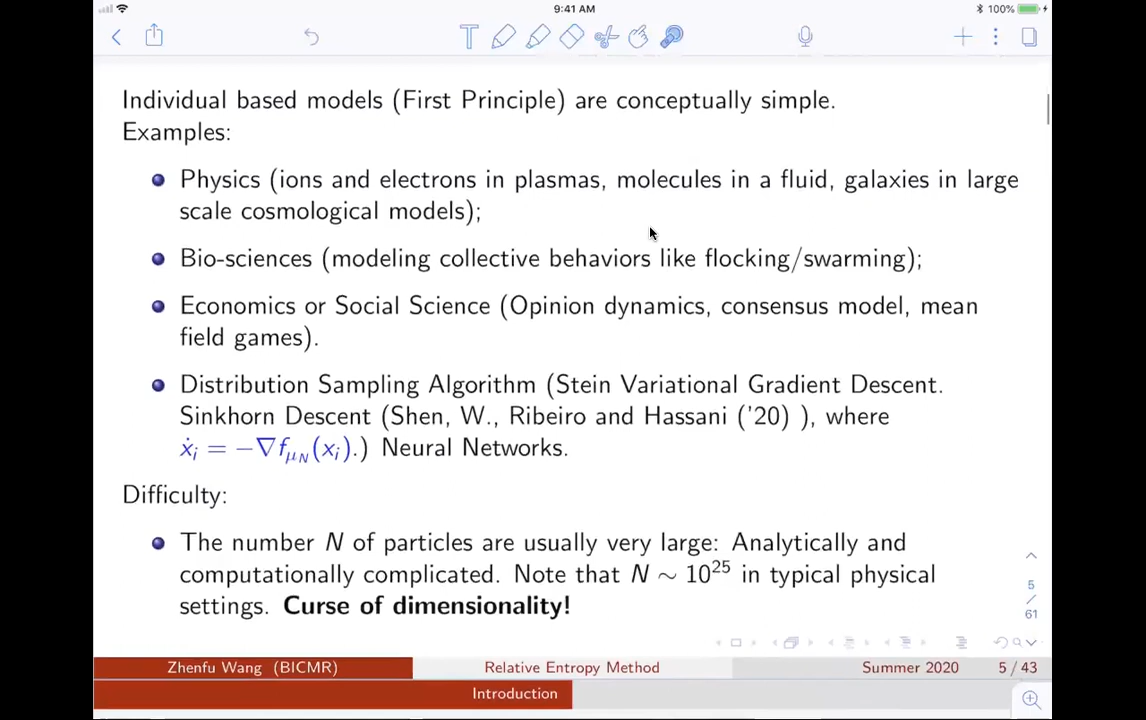 9:41 AM
100%
Individual based models (First Principle) are conceptually simple.
Examples:
Physics (ions and electrons in plasmas, molecules in a fluid, galaxies in large
scale cosmological models);
Bio-sciences (modeling collective behaviors like flocking/swarming);
Economics or Social Science (Opinion dynamics, consensus model, mean
field games).
Distribution Sampling Algorithm (Stein Variational Gradient Descent.
Sinkhorn Descent (Shen, W., Ribeiro and Hassani ('20) ), where
ẋᵢ = −∇f_{μ_N}(xᵢ).) Neural Networks.
Difficulty:
The number N of particles are usually very large: Analytically and
computationally complicated. Note that N ∼ 10²⁵ in typical physical
settings. Curse of dimensionality!
5
/
61
Zhenfu Wang (BICMR)
Relative Entropy Method
Summer 2020
5 / 43
Introduction